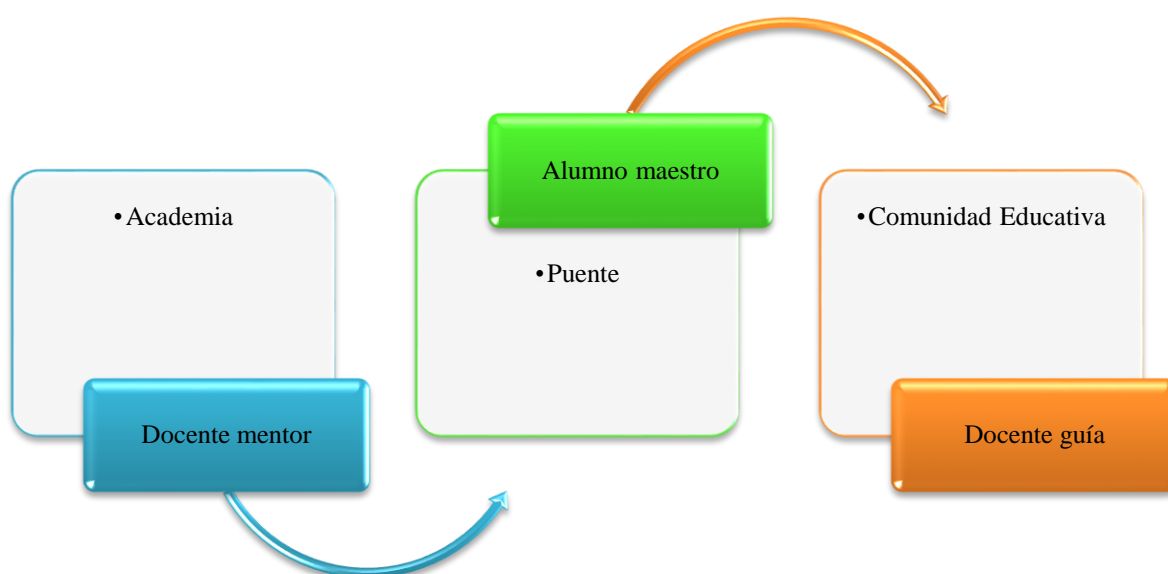 •Academia
Docente mentor
Alumno maestro
•Puente
•Comunidad Educativa
Docente guía